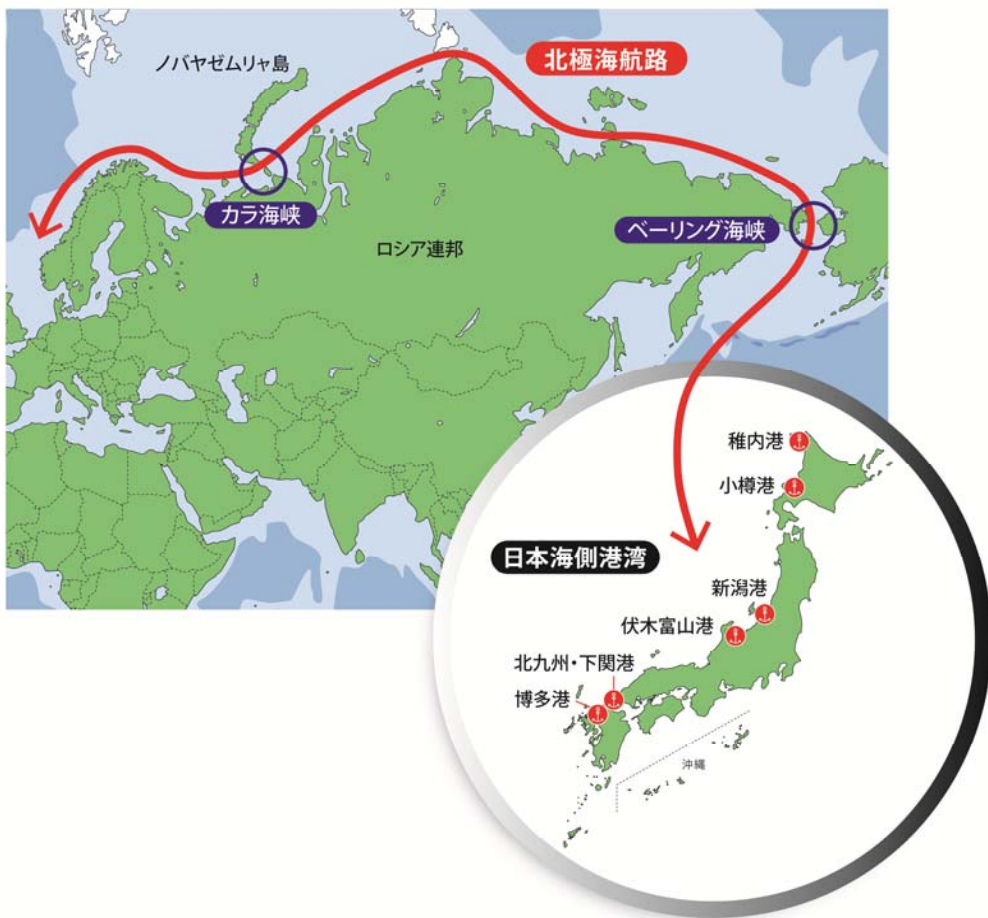 ノバヤゼムリャ島
北極海航路
カラ海峡
ベーリング海峡
ロシア連邦
稚内港
小樽港
日本海側港湾
新潟港
伏木富山港
北九州・下関港
博多港
沖縄